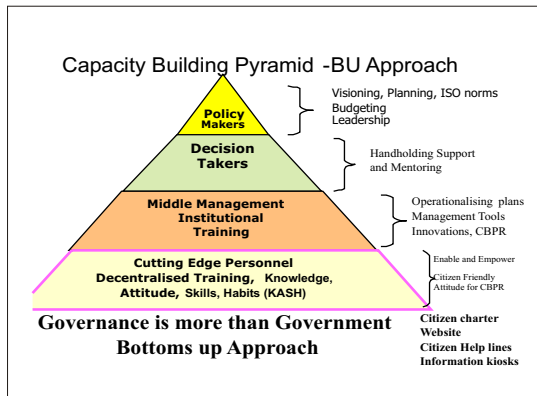 Capacity Building Pyramid -BU Approach
Policy
Makers
Visioning, Planning, ISO norms
Budgeting
Leadership
Decision
Takers
Handholding Support
and Mentoring
Middle Management
Institutional
Training
Operationalising plans
Management Tools
Innovations, CBPR
Cutting Edge Personnel
Decentralised Training, Knowledge,
Attitude, Skills, Habits (KASH)
Enable and Empower
Citizen Friendly
Attitude for CBPR
Governance is more than Government
Bottoms up Approach
Citizen charter
Website
Citizen Help lines
Information kiosks